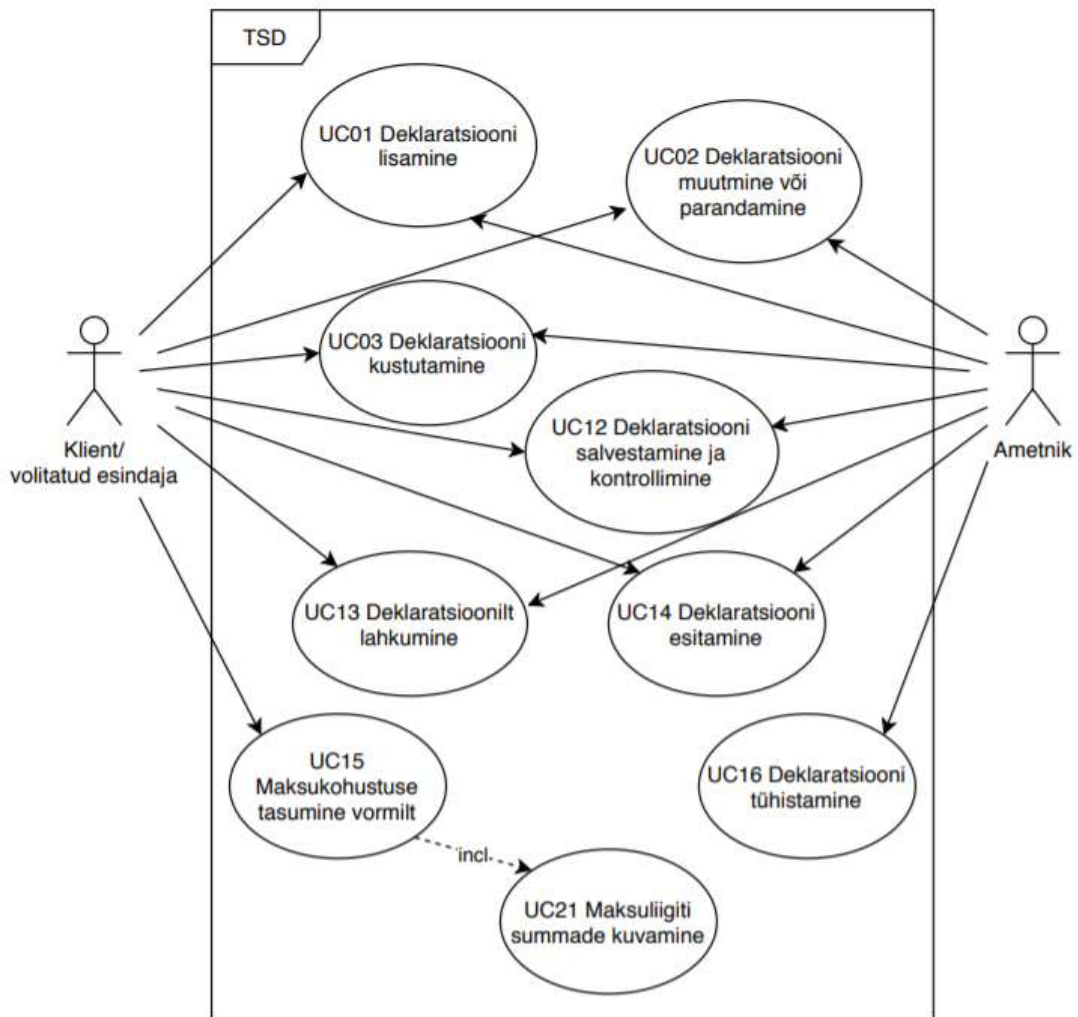 TSD
UC01 Deklaratsiooni
lisamine
UC02 Deklaratsiooni
muutmine või
parandamine
UC03 Deklaratsiooni
kustutamine
Klient/
volitatud esindaja
UC12 Deklaratsiooni
salvestamine ja
kontrollimine
Ametnik
UC13 Deklaratsioonilt
lahkumine
UC14 Deklaratsiooni
esitamine
UC15
Maksukohustuse
tasumine vormilt
UC16 Deklaratsiooni
tühistamine
incl.
UC21 Maksuliigiti
summade kuvamine